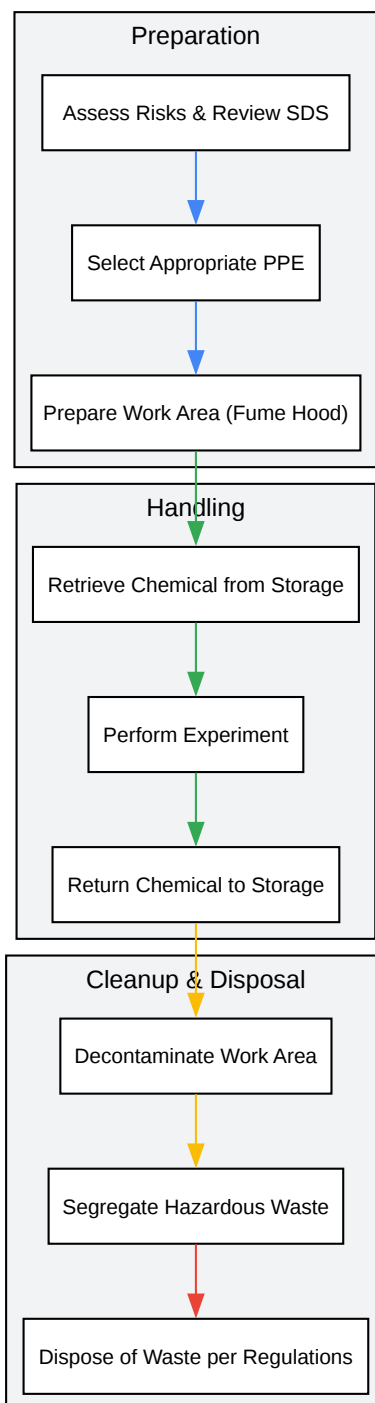 Preparation
Assess Risks & Review SDS
Select Appropriate PPE
Prepare Work Area (Fume Hood)
Handling
Retrieve Chemical from Storage
Perform Experiment
Return Chemical to Storage
Cleanup & Disposal
Decontaminate Work Area
Segregate Hazardous Waste
Dispose of Waste per Regulations